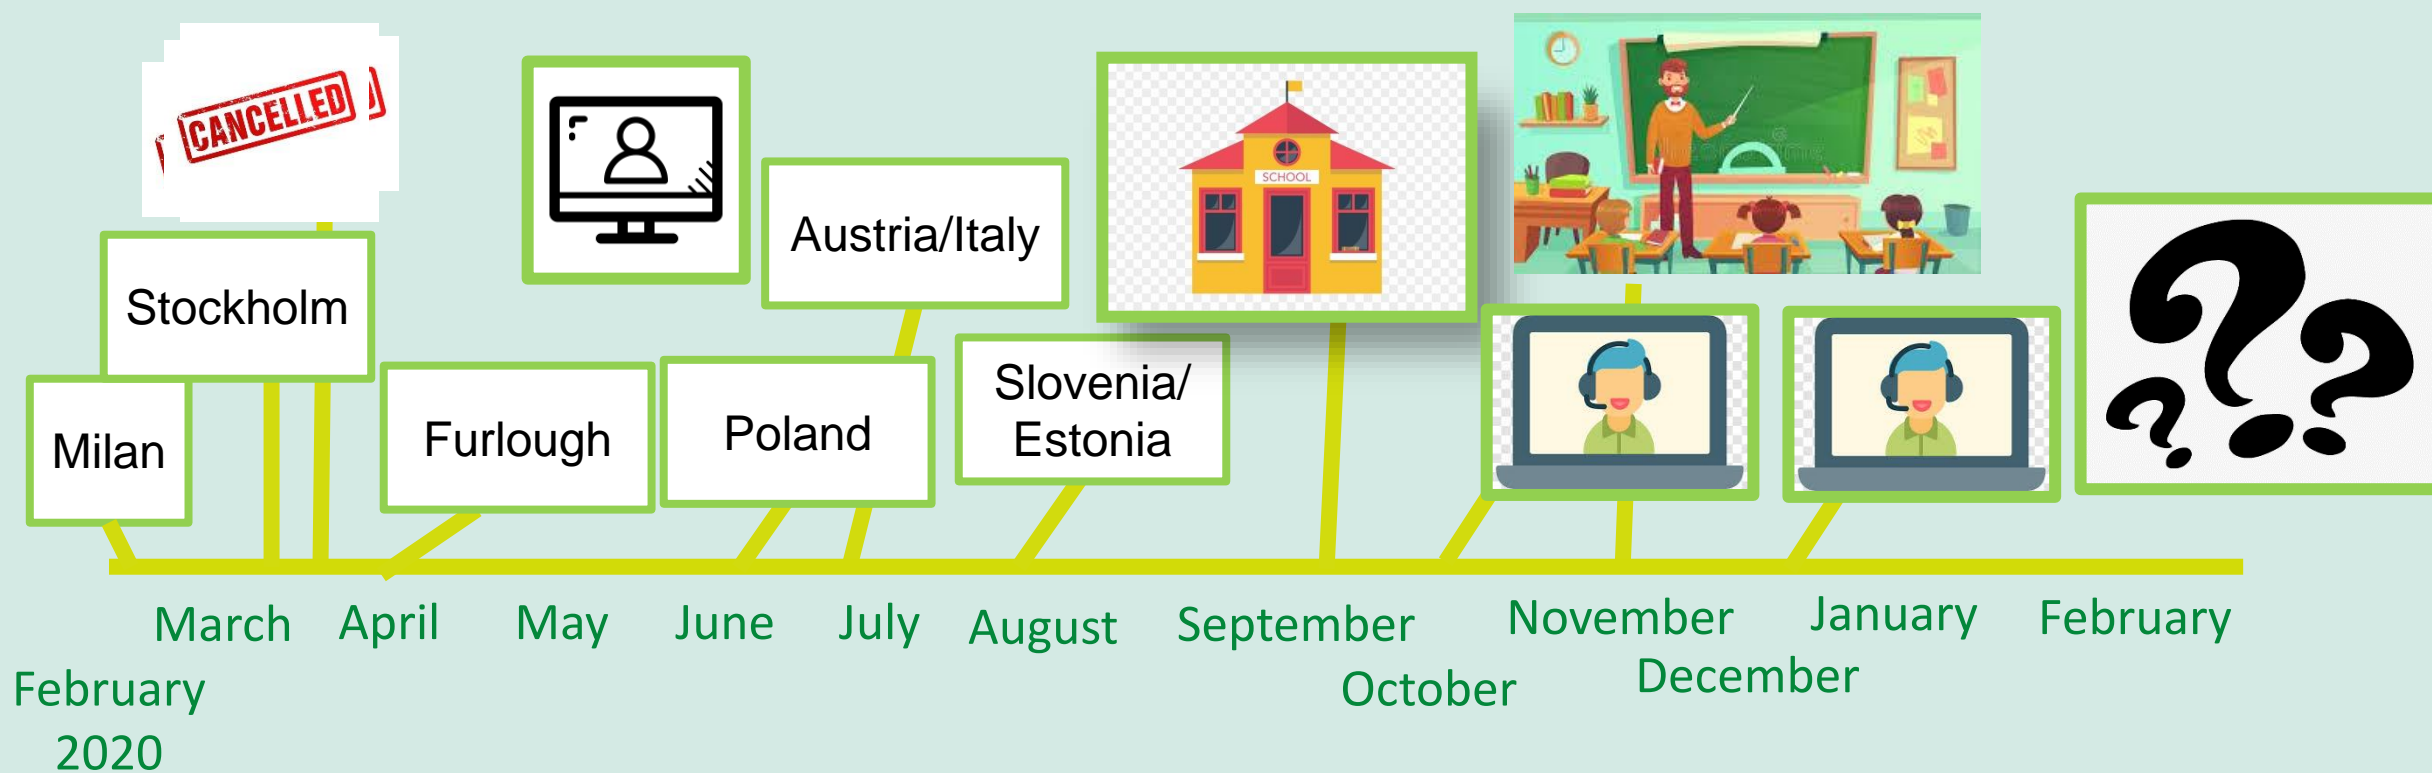 CANCELLED
Stockholm
Milan
Furlough
Poland
Austria/Italy
Slovenia/
Estonia
SCHOOL
March
April
May
June
July
August
September
November
January
February
February
2020
October
December